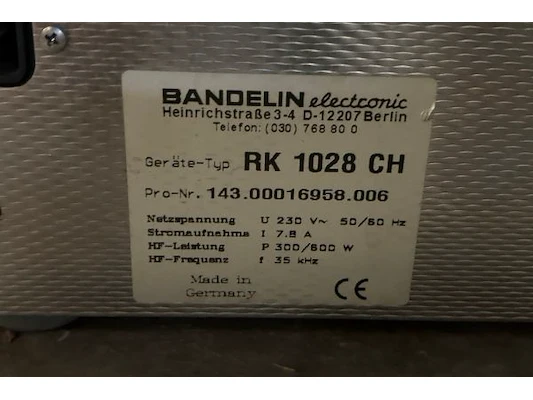 BANDELIN electronic
Heinrichstraße 3-4 D-12207 Berlin
Telefon: (030) 768 80 0
Geräte-Typ RK 1028 CH
Pro-Nr. 143.00016958.006
Netzspannung U 230 V~ 50/60 Hz
Stromaufnahme I 7.8 A
HF-Leistung P 300/600 W
HF-Frequenz f 35 kHz
Made in
Germany
CE